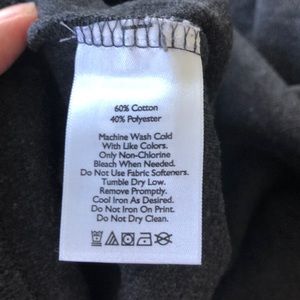 60% Cotton
40% Polyester
Machine Wash Cold
With Like Colors.
Only Non-Chlorine
Bleach When Needed.
Do Not Use Fabric Softeners.
Tumble Dry Low.
Remove Promptly.
Cool Iron As Desired.
Do Not Iron On Print.
Do Not Dry Clean.